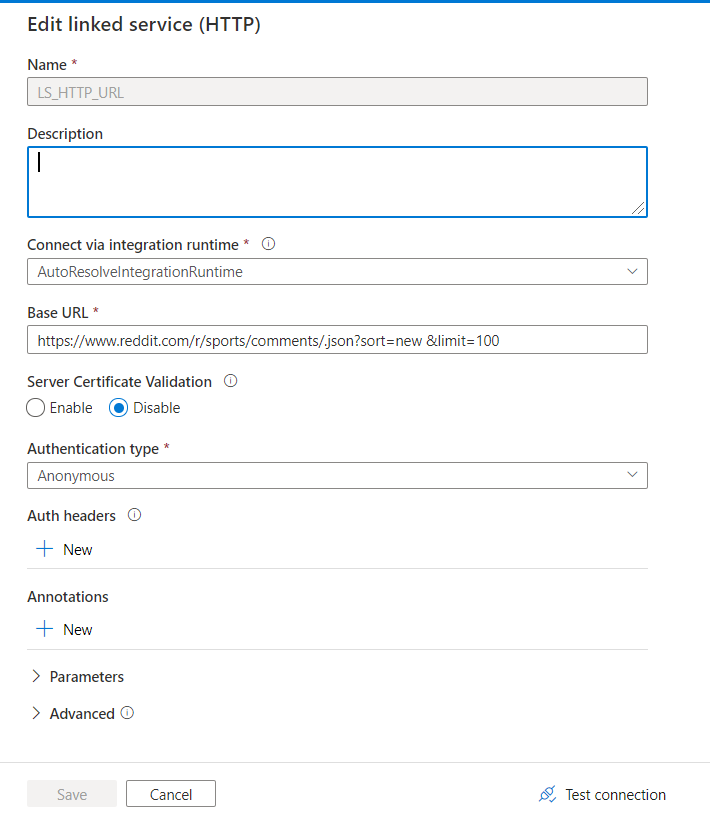 Edit linked service (HTTP)
Name *
LS_HTTP_URL
Description
Connect via integration runtime *
AutoResolveIntegrationRuntime
Base URL *
https://www.reddit.com/r/sports/comments/.json?sort=new &limit=100
Server Certificate Validation
Enable Disable
Authentication type *
Anonymous
Auth headers
New
Annotations
New
Parameters
Advanced
Save Cancel Test connection